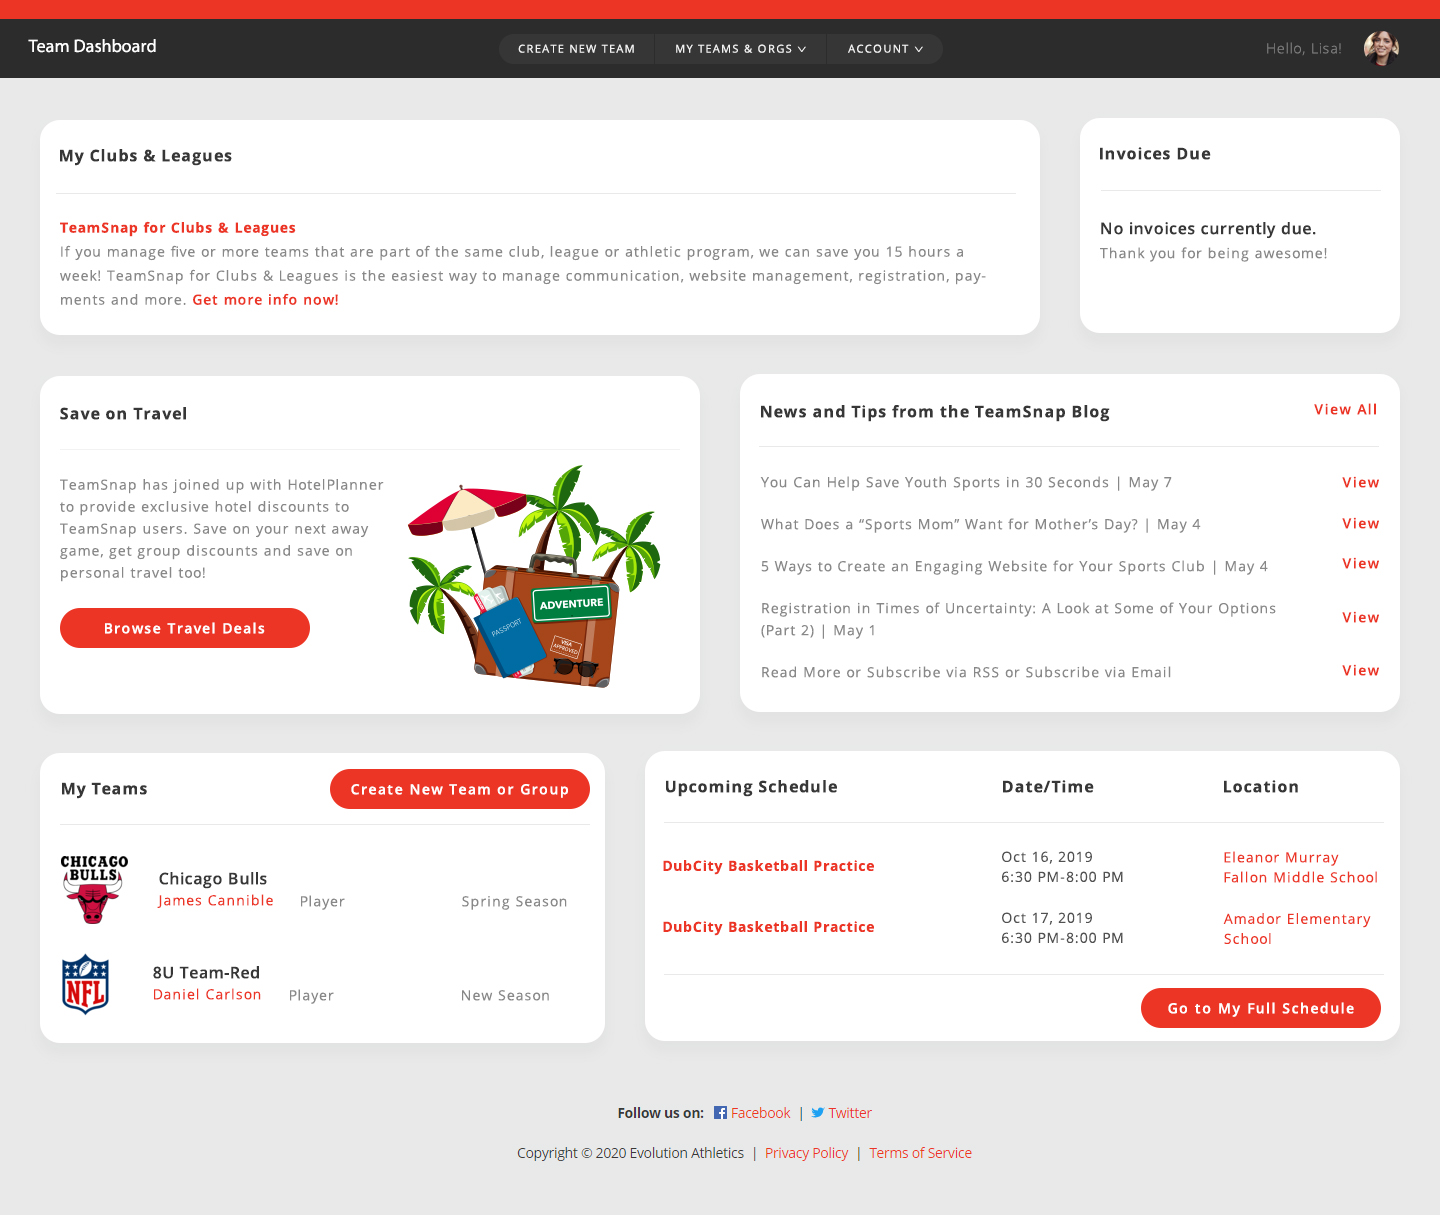 Team Dashboard
CREATE NEW TEAM
MY TEAMS & ORGS
ACCOUNT
Hello, Lisa!
My Clubs & Leagues
TeamSnap for Clubs & Leagues
If you manage five or more teams that are part of the same club, league or athletic program, we can save you 15 hours a
week! TeamSnap for Clubs & Leagues is the easiest way to manage communication, website management, registration, pay-
ments and more. Get more info now!
Invoices Due
No invoices currently due.
Thank you for being awesome!
Save on Travel
TeamSnap has joined up with HotelPlanner
to provide exclusive hotel discounts to
TeamSnap users. Save on your next away
game, get group discounts and save on
personal travel too!
Browse Travel Deals
ADVENTURE
PASSPORT
VISA
APPROVED
News and Tips from the TeamSnap Blog
View All
You Can Help Save Youth Sports in 30 Seconds | May 7
View
What Does a “Sports Mom” Want for Mother’s Day? | May 4
View
5 Ways to Create an Engaging Website for Your Sports Club | May 4
View
Registration in Times of Uncertainty: A Look at Some of Your Options
(Part 2) | May 1
View
Read More or Subscribe via RSS or Subscribe via Email
View
My Teams
Create New Team or Group
CHICAGO
BULLS
Chicago Bulls
James Cannible
Player
Spring Season
NFL
8U Team-Red
Daniel Carlson
Player
New Season
Upcoming Schedule
Date/Time
Location
DubCity Basketball Practice
Oct 16, 2019
6:30 PM-8:00 PM
Eleanor Murray
Fallon Middle School
DubCity Basketball Practice
Oct 17, 2019
6:30 PM-8:00 PM
Amador Elementary
School
Go to My Full Schedule
Follow us on: Facebook | Twitter
Copyright © 2020 Evolution Athletics | Privacy Policy | Terms of Service